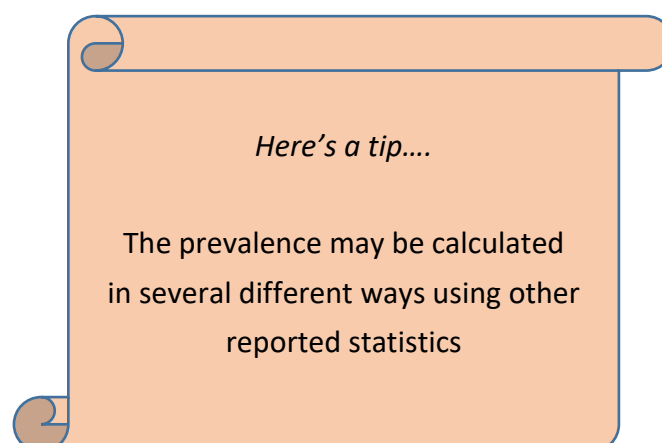 Here’s a tip….
The prevalence may be calculated
in several different ways using other
reported statistics